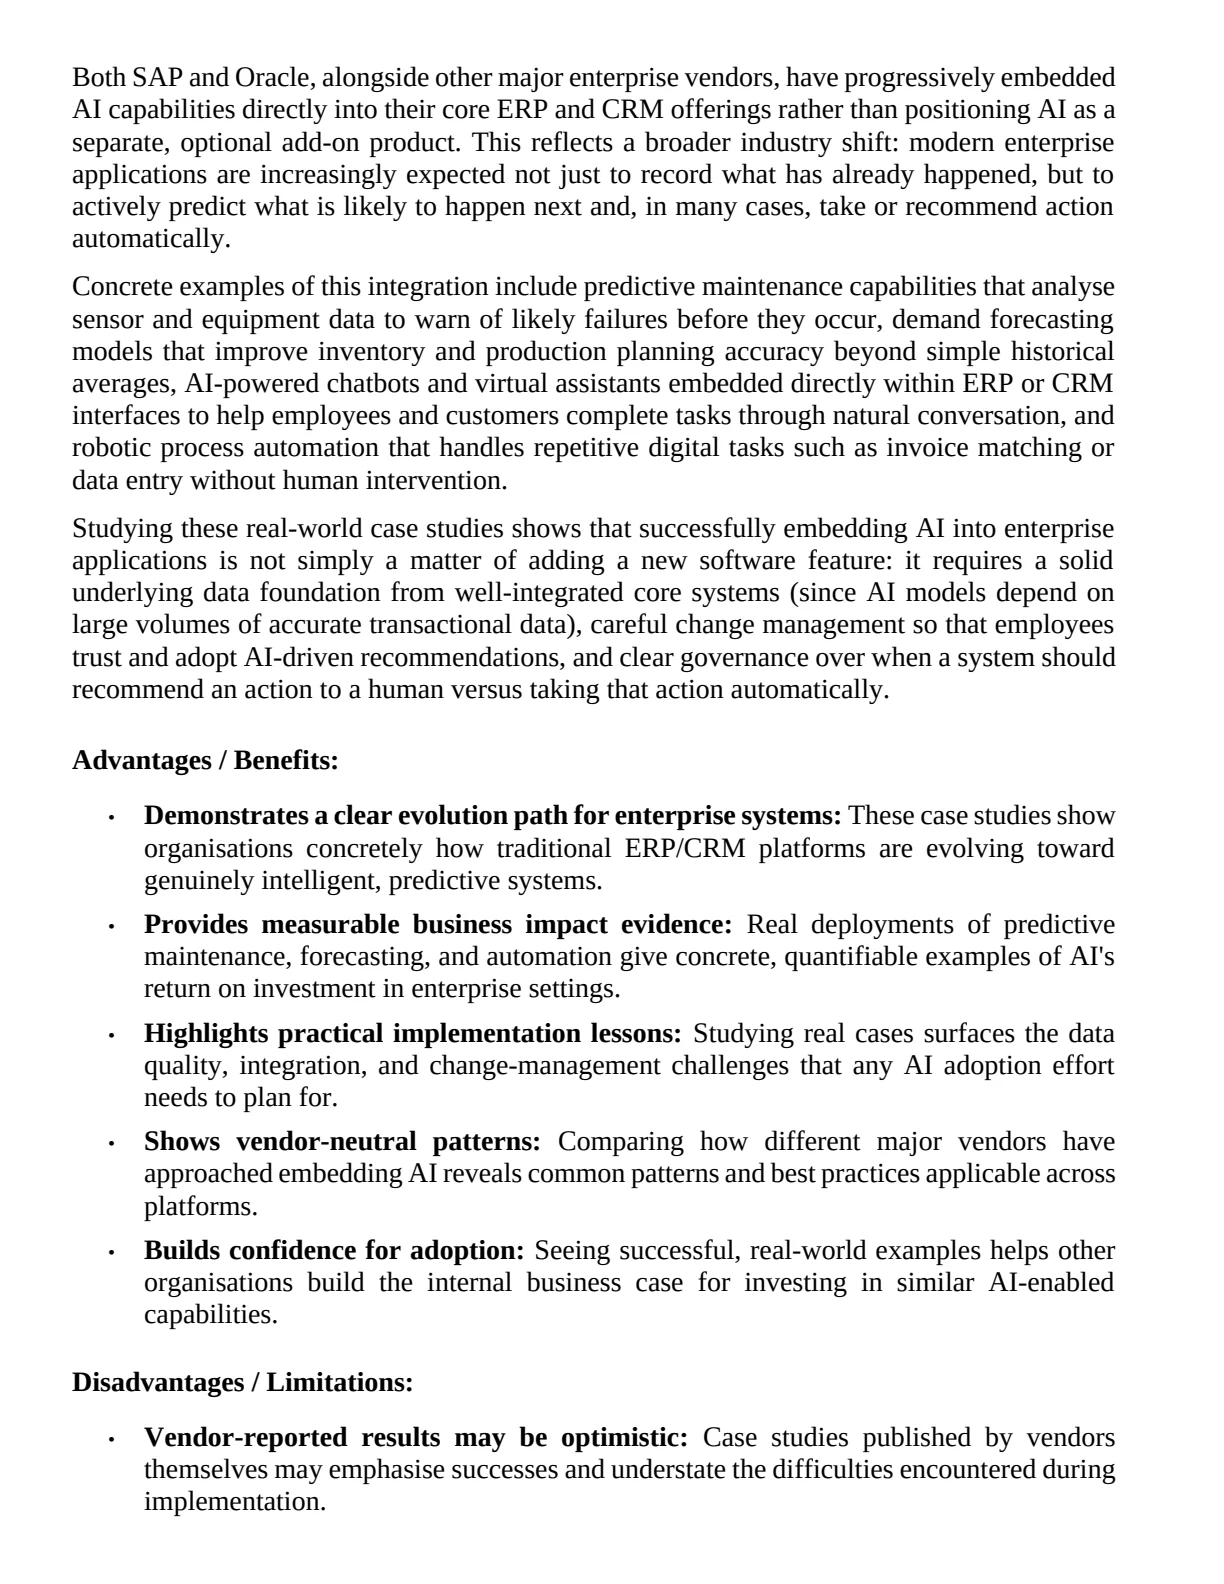 Both SAP and Oracle, alongside other major enterprise vendors, have progressively embedded
AI capabilities directly into their core ERP and CRM offerings rather than positioning AI as a
separate, optional add-on product. This reflects a broader industry shift: modern enterprise
applications are increasingly expected not just to record what has already happened, but to
actively predict what is likely to happen next and, in many cases, take or recommend action
automatically.
Concrete examples of this integration include predictive maintenance capabilities that analyse
sensor and equipment data to warn of likely failures before they occur, demand forecasting
models that improve inventory and production planning accuracy beyond simple historical
averages, AI-powered chatbots and virtual assistants embedded directly within ERP or CRM
interfaces to help employees and customers complete tasks through natural conversation, and
robotic process automation that handles repetitive digital tasks such as invoice matching or
data entry without human intervention.
Studying these real-world case studies shows that successfully embedding AI into enterprise
applications is not simply a matter of adding a new software feature: it requires a solid
underlying data foundation from well-integrated core systems (since AI models depend on
large volumes of accurate transactional data), careful change management so that employees
trust and adopt AI-driven recommendations, and clear governance over when a system should
recommend an action to a human versus taking that action automatically.
Advantages / Benefits:
• Demonstrates a clear evolution path for enterprise systems: These case studies show
organisations concretely how traditional ERP/CRM platforms are evolving toward
genuinely intelligent, predictive systems.
• Provides measurable business impact evidence: Real deployments of predictive
maintenance, forecasting, and automation give concrete, quantifiable examples of AI's
return on investment in enterprise settings.
• Highlights practical implementation lessons: Studying real cases surfaces the data
quality, integration, and change-management challenges that any AI adoption effort
needs to plan for.
• Shows vendor-neutral patterns: Comparing how different major vendors have
approached embedding AI reveals common patterns and best practices applicable across
platforms.
• Builds confidence for adoption: Seeing successful, real-world examples helps other
organisations build the internal business case for investing in similar AI-enabled
capabilities.
Disadvantages / Limitations:
• Vendor-reported results may be optimistic: Case studies published by vendors
themselves may emphasise successes and understate the difficulties encountered during
implementation.